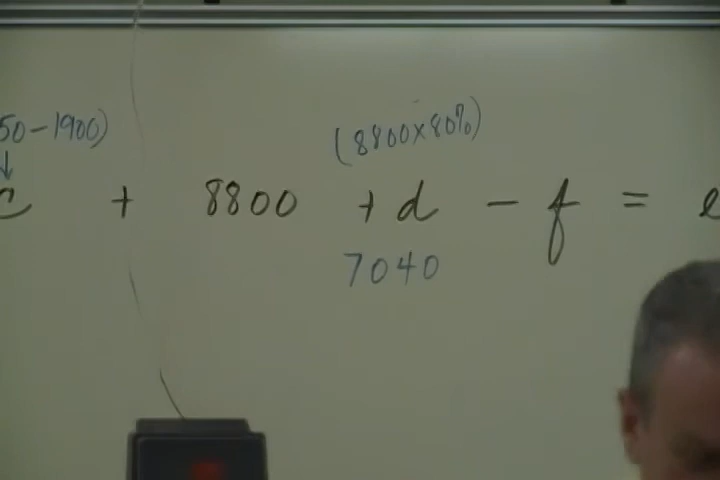 50-1900) (8800×80%)
↓
c + 8800 + d - f = e
7040